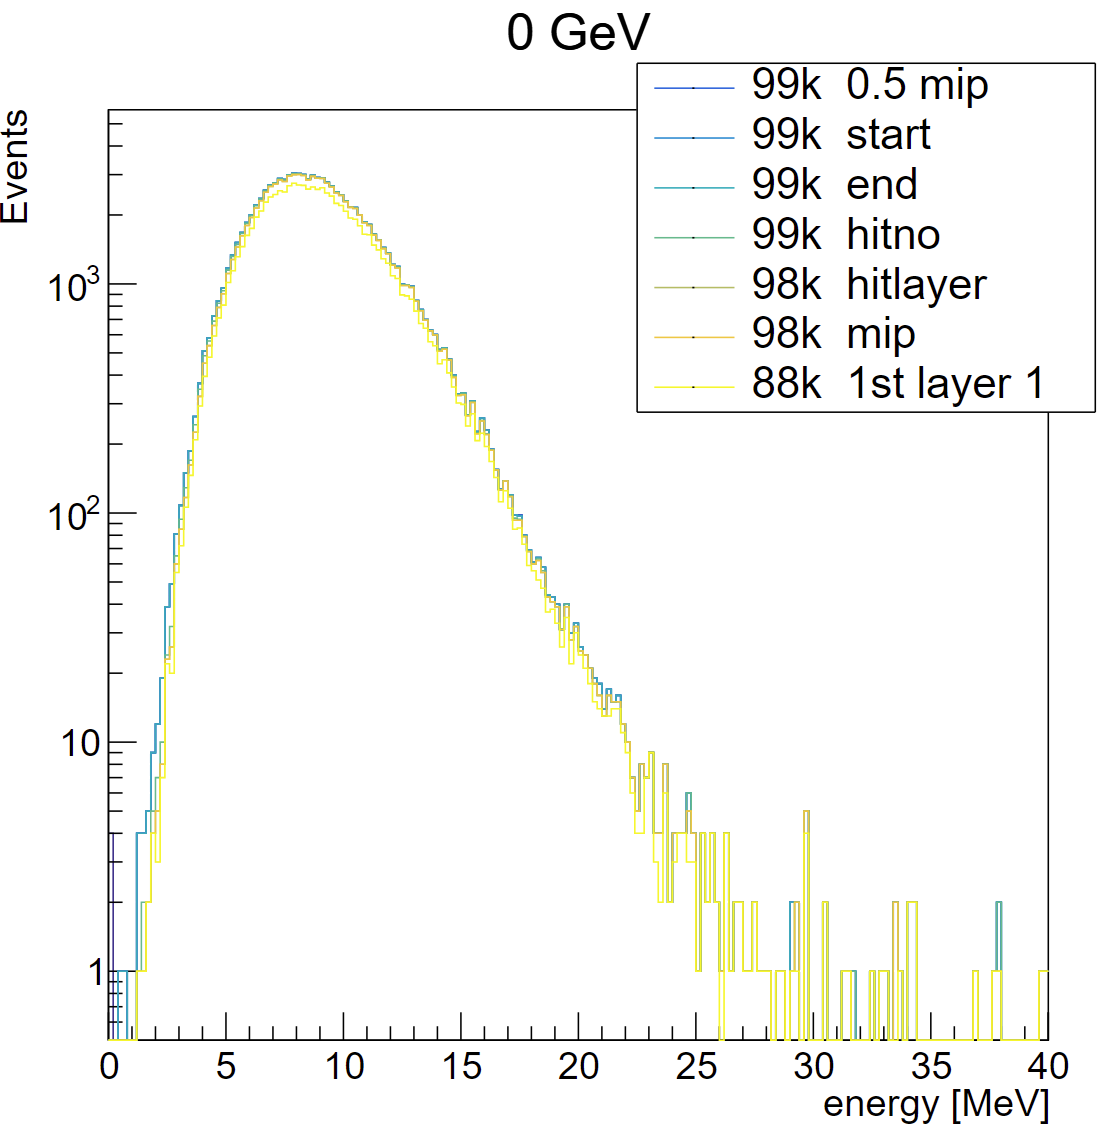 0 GeV
Events
99k 0.5 mip
99k start
99k end
99k hitno
98k hitlayer
98k mip
88k 1st layer 1
10³
10²
10
1
0 5 10 15 20 25 30 35 40
energy [MeV]